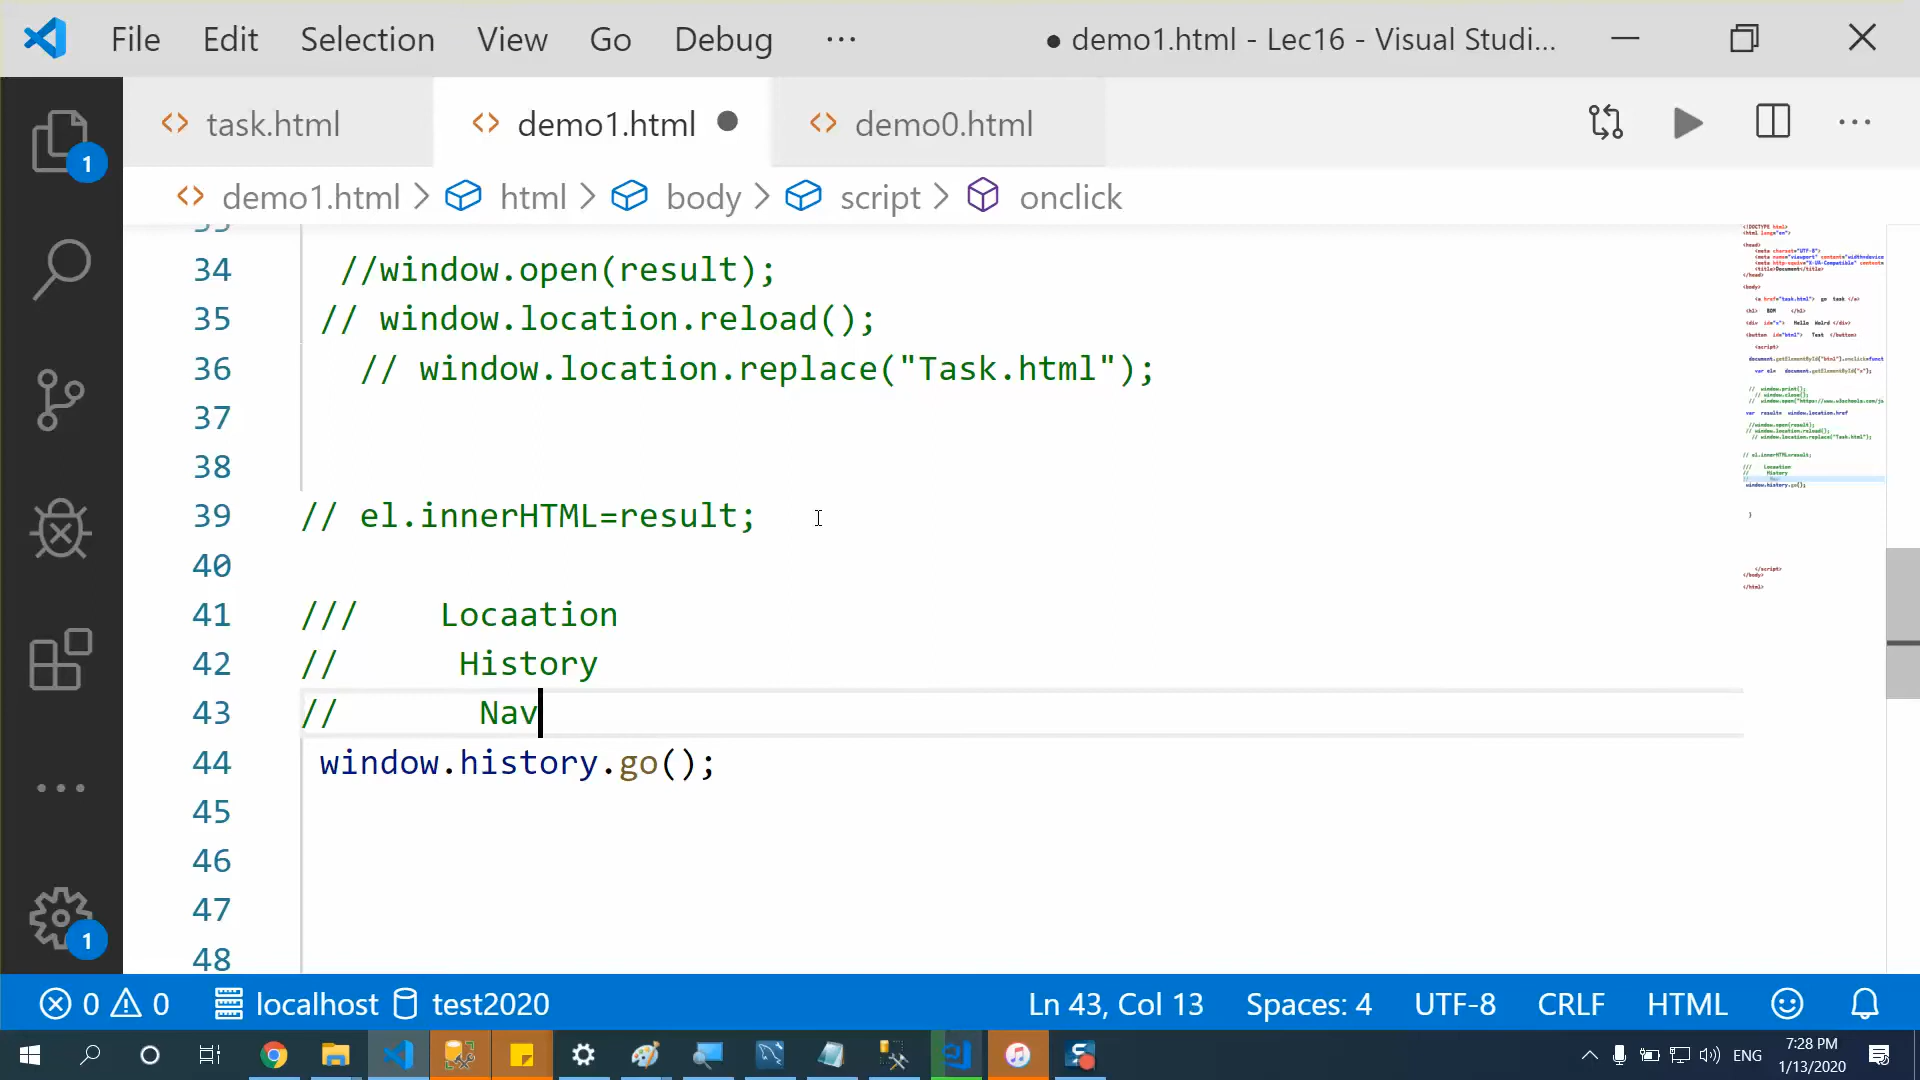 File Edit Selection View Go Debug ···
● demo1.html - Lec16 - Visual Studi...
task.html
demo1.html
demo0.html
demo1.html > html > body > script > onclick
34 //window.open(result);
35 // window.location.reload();
36 // window.location.replace("Task.html");
37
38
39 // el.innerHTML=result;
40
41 /// Locaation
42 // History
43 // Nav
44 window.history.go();
45
46
47
48
1
1
0 0 localhost test2020
Ln 43, Col 13 Spaces: 4 UTF-8 CRLF HTML
ENG
7:28 PM
1/13/2020